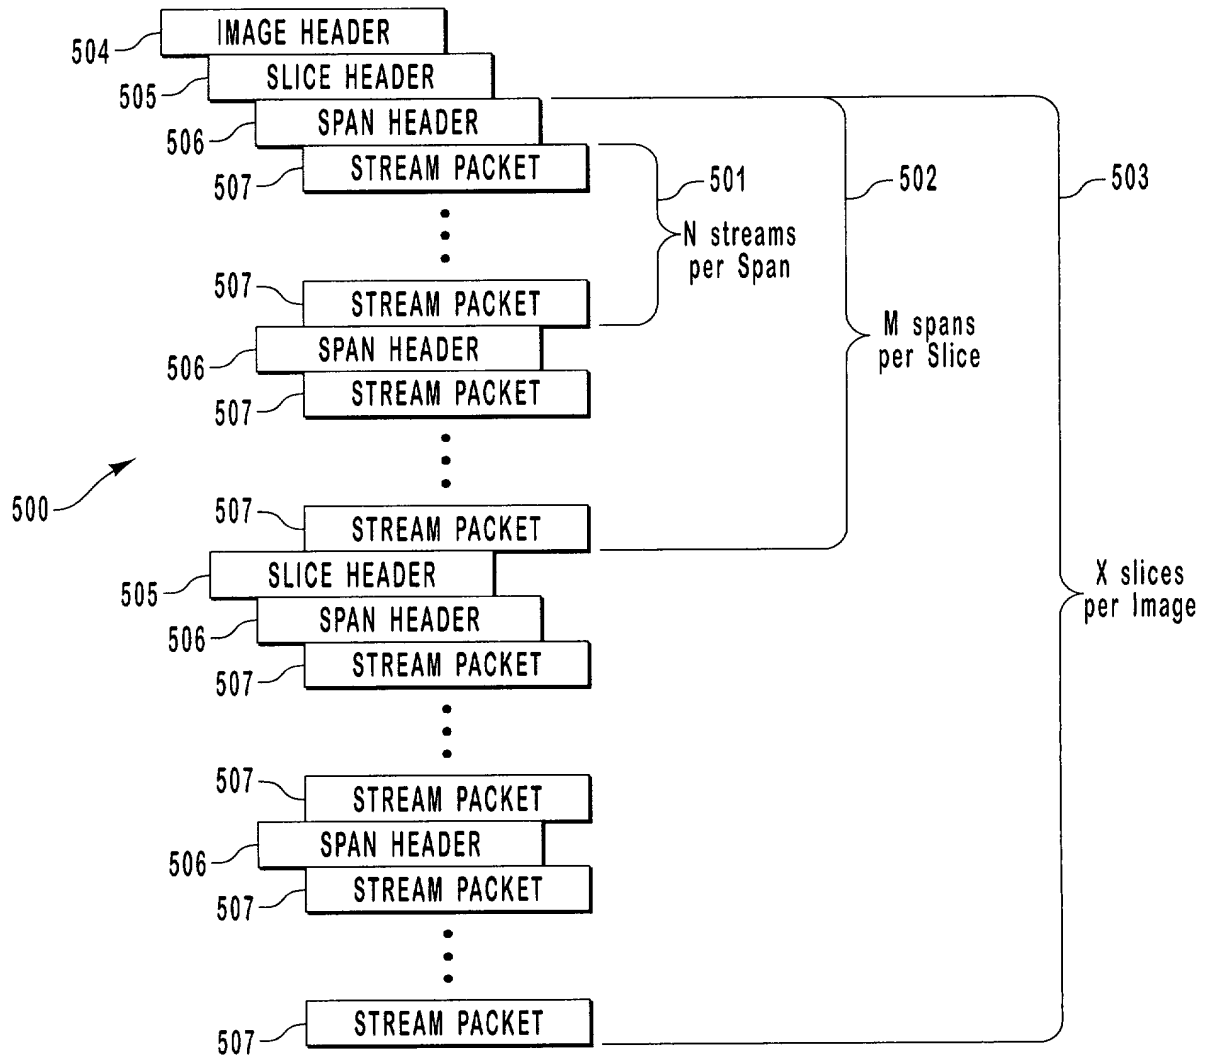 IMAGE HEADER
504
SLICE HEADER
505
SPAN HEADER
506
STREAM PACKET
507
501
502
503
N streams
per Span
507
STREAM PACKET
M spans
per Slice
SPAN HEADER
506
STREAM PACKET
507
500
507
STREAM PACKET
SLICE HEADER
505
X slices
per Image
SPAN HEADER
506
STREAM PACKET
507
507
STREAM PACKET
SPAN HEADER
506
STREAM PACKET
507
STREAM PACKET
507